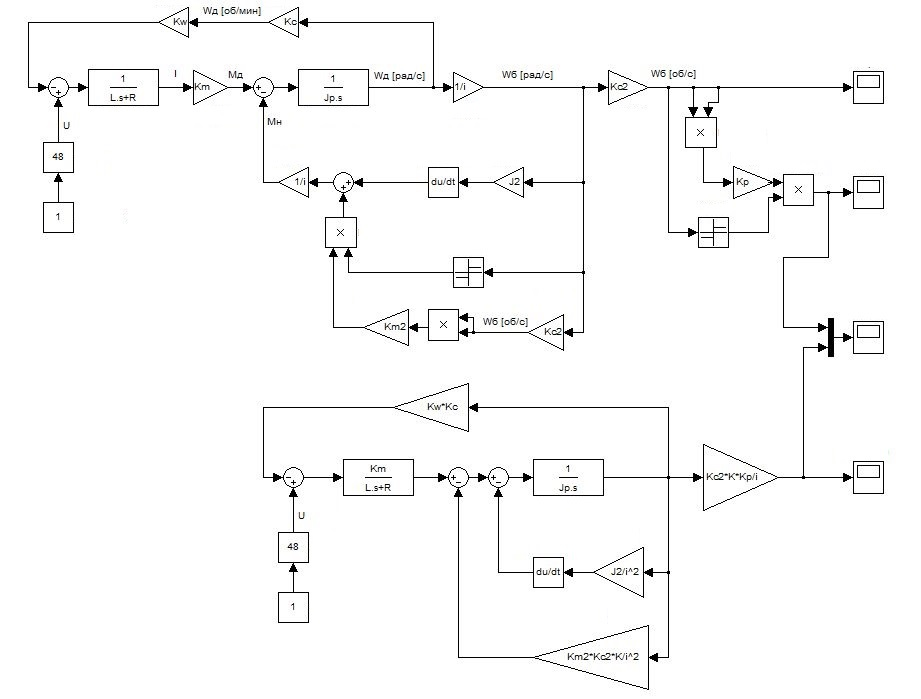 Wд [об/мин]
Kw
Kc
I
Мд
Wд [рад/с]
Wб [рад/с]
Wб [об/с]
1
L.s+R
Km
1
Jp.s
1/i
Kc2
U
Мн
×
48
1/i
du/dt
J2
Kp
×
1
×
Wб [об/с]
Km2
×
Kc2
Kw*Kc
Km
L.s+R
1
Jp.s
Kc2*K*Kp/i
U
48
du/dt
J2/i^2
1
Km2*Kc2*K/i^2